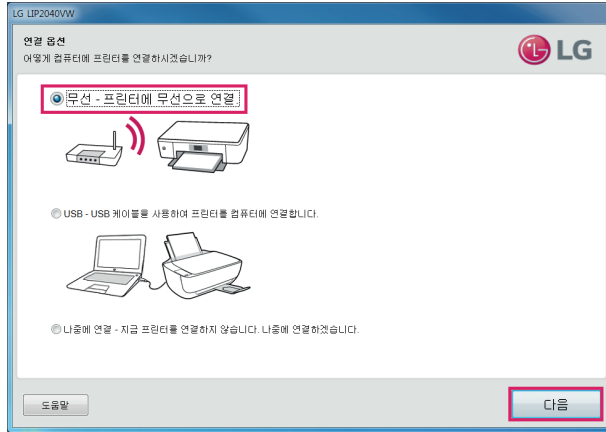 LG LIP2040VW
연결 옵션
어떻게 컴퓨터에 프린터를 연결하시겠습니까?
LG
무선 - 프린터에 무선으로 연결.
USB - USB 케이블을 사용하여 프린터를 컴퓨터에 연결합니다.
나중에 연결 - 지금 프린터를 연결하지 않습니다. 나중에 연결하겠습니다.
도움말
다음